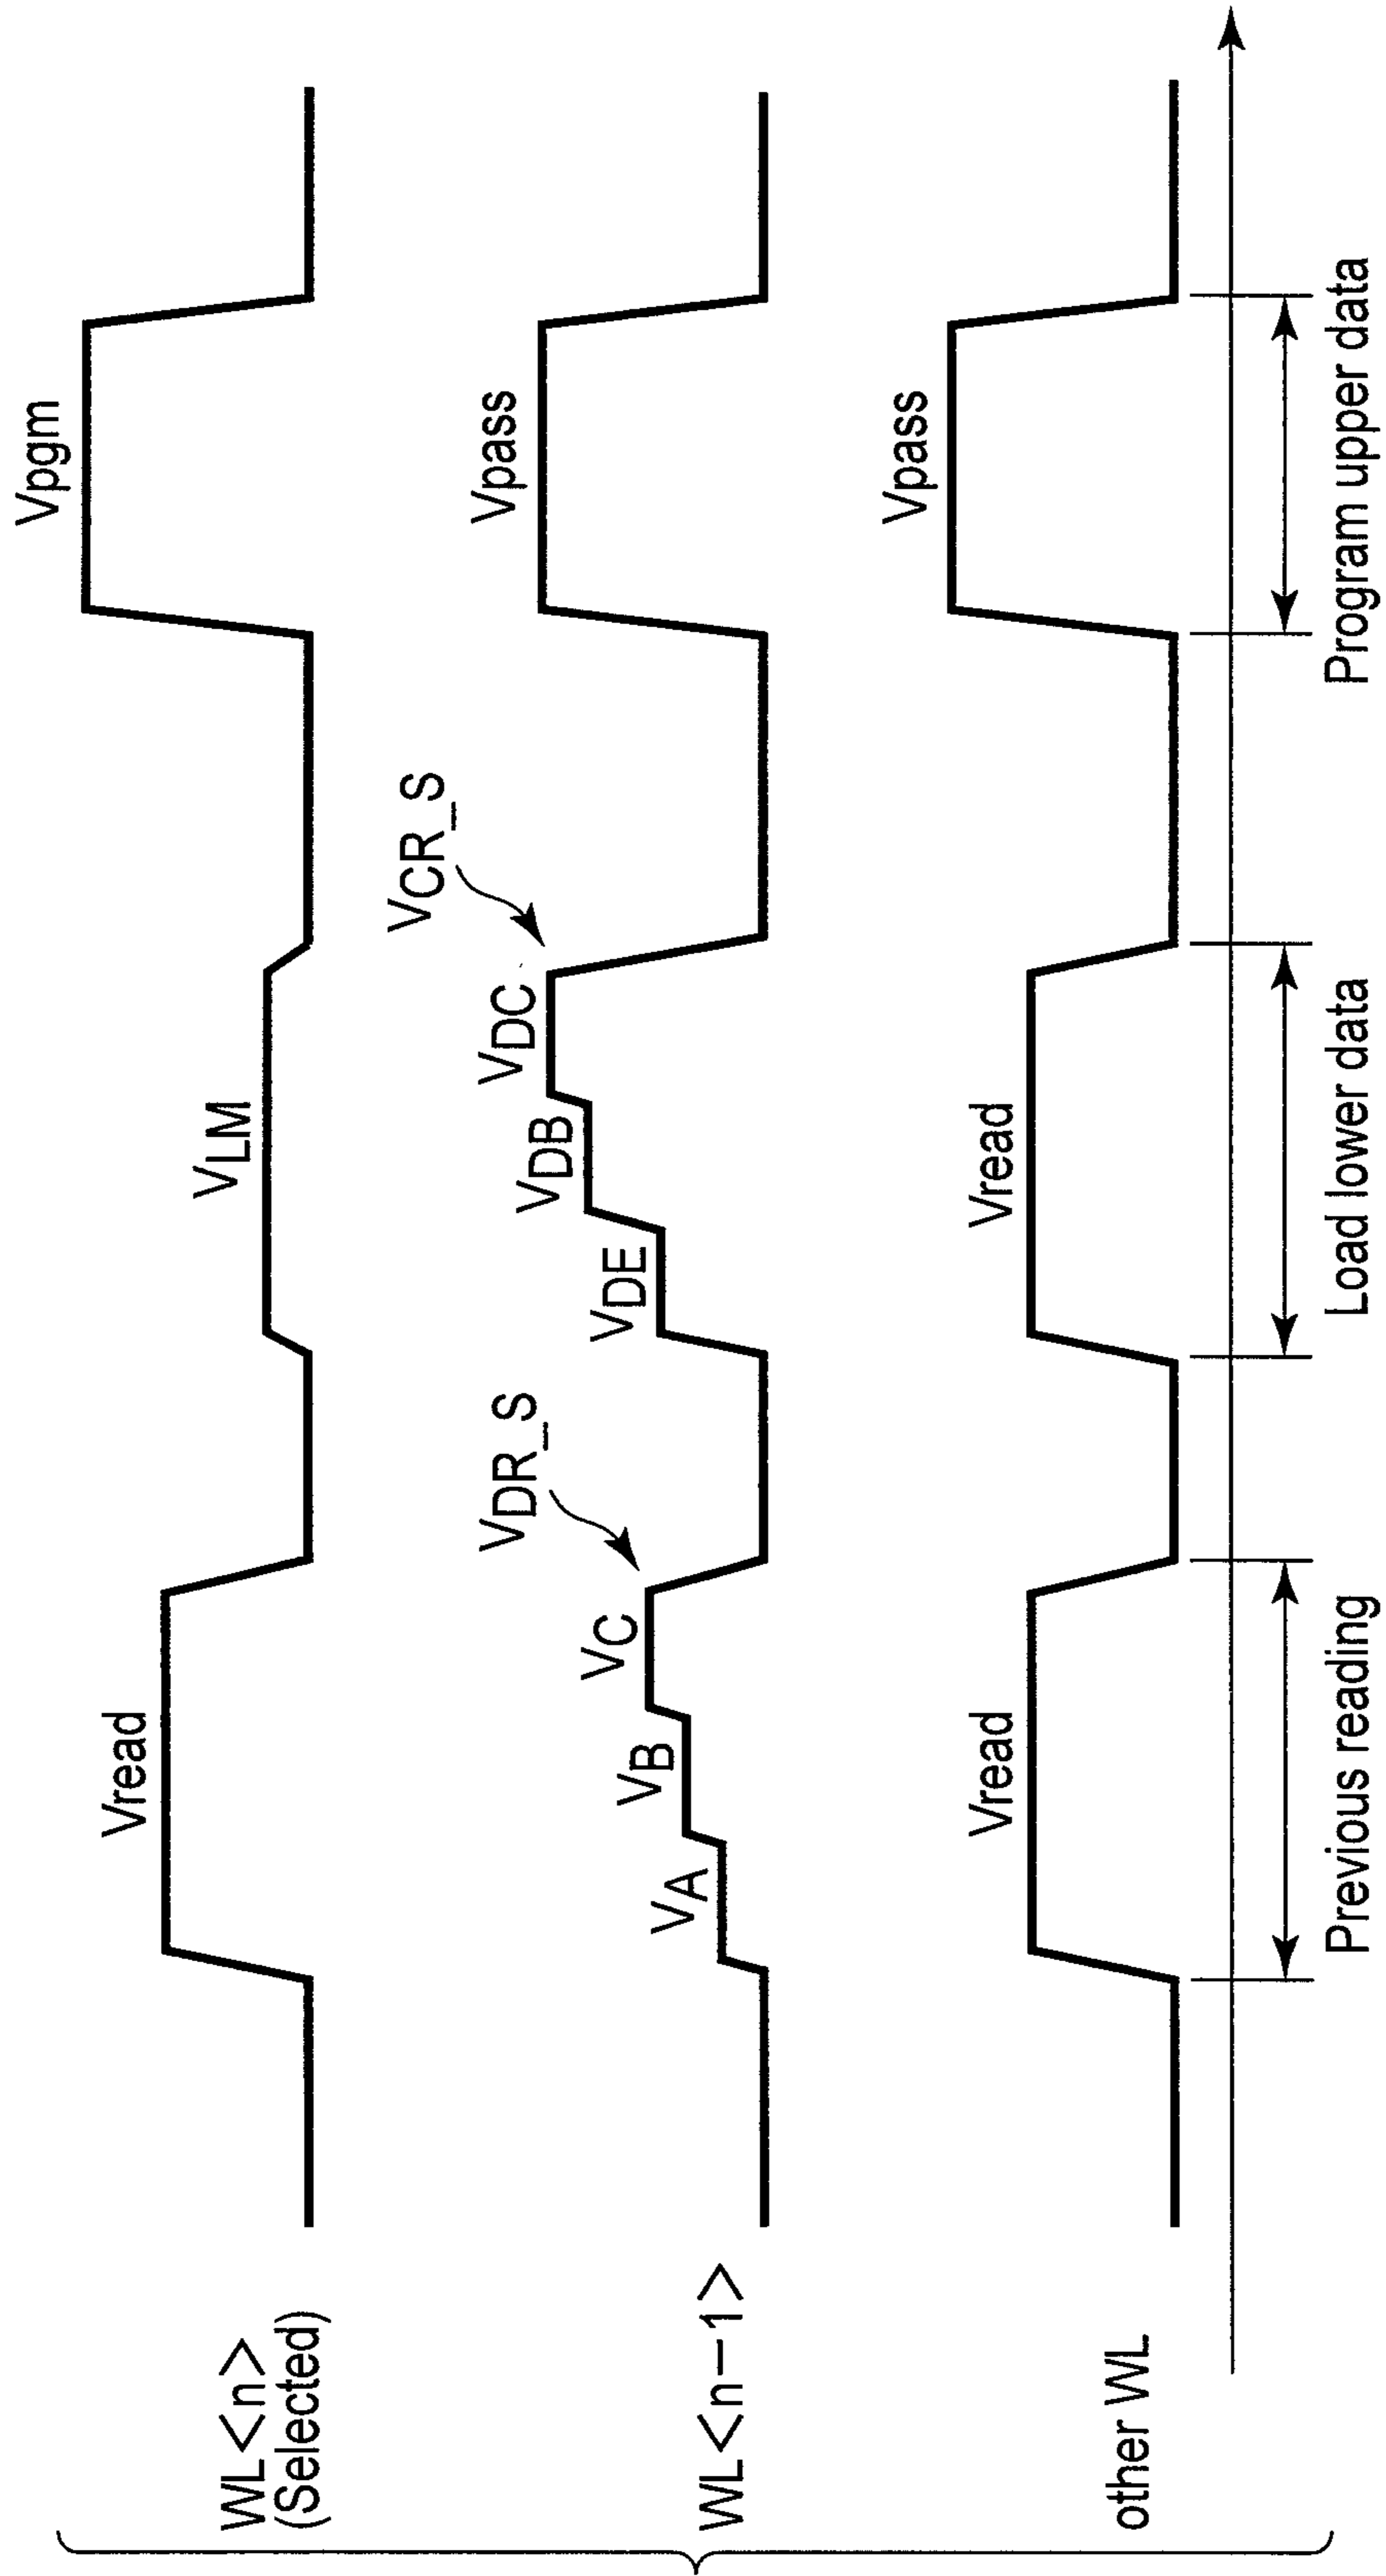 WL<n>
(Selected)
Vread
VLM
Vpgm
WL<n−1>
VA
VB
VC
VDR_S
VDE
VDB
VDC
VCR_S
Vpass
other WL
Vread
Vread
Vpass
Previous reading
Load lower data
Program upper data